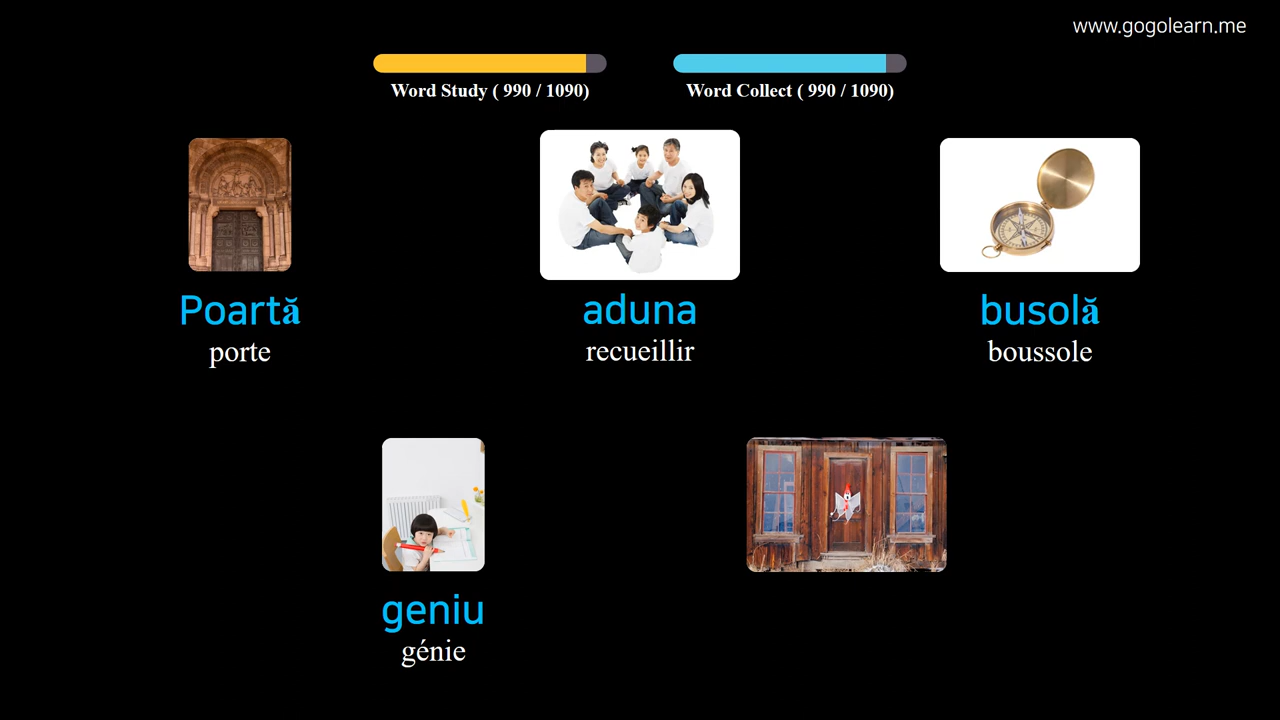 www.gogolearn.me
Word Study ( 990 / 1090)
Word Collect ( 990 / 1090)
Poartă
porte
aduna
recueillir
busolă
boussole
geniu
génie